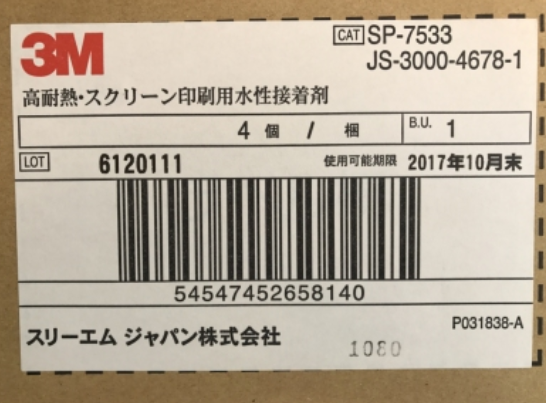 3M
CAT SP-7533
JS-3000-4678-1
高耐熱・スクリーン印刷用水性接着剤
4 個 / 梱 B.U. 1
LOT 6120111 使用可能期限 2017年10月末
54547452658140
スリーエム ジャパン株式会社
P031838-A
1080